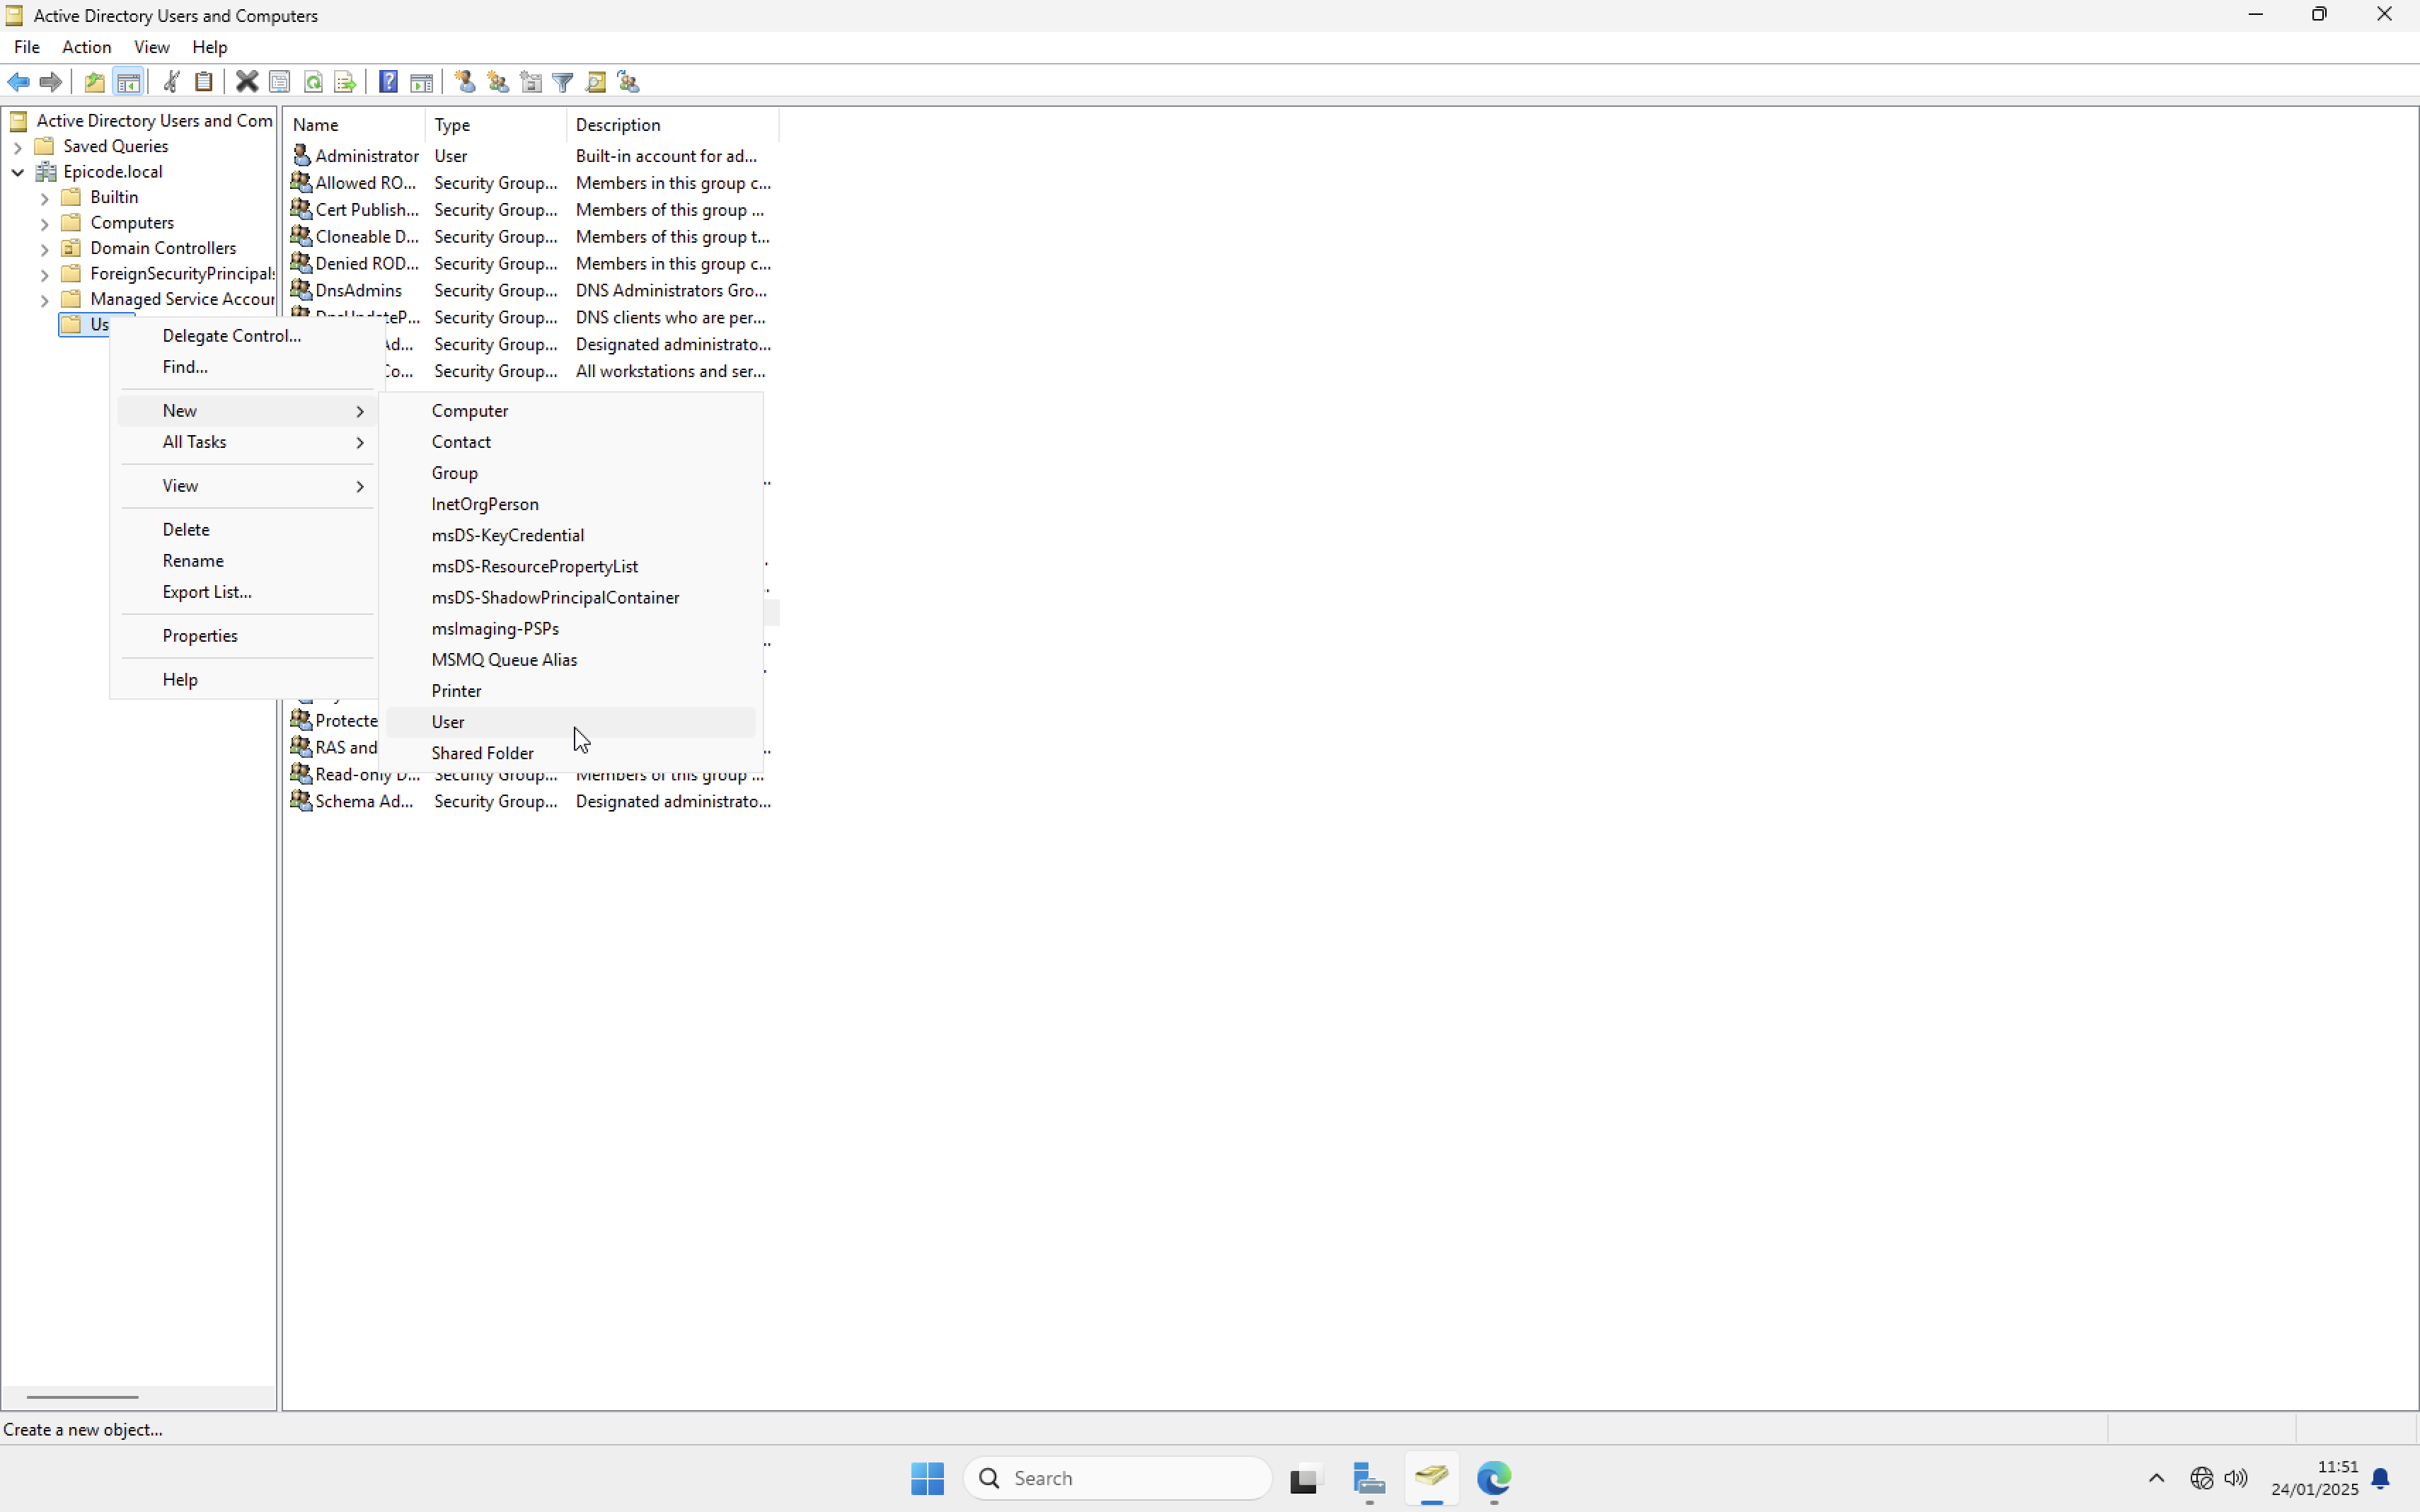 Active Directory Users and Computers
File Action View Help
Active Directory Users and Com
Saved Queries
Epicode.local
Builtin
Computers
Domain Controllers
ForeignSecurityPrincipals
Managed Service Accour
Us
Name Type Description
Administrator User Built-in account for ad...
Allowed RO... Security Group... Members in this group c...
Cert Publish... Security Group... Members of this group ...
Cloneable D... Security Group... Members of this group t...
Denied ROD... Security Group... Members in this group c...
DnsAdmins Security Group... DNS Administrators Gro...
DnsUpdateP... Security Group... DNS clients who are per...
Ad... Security Group... Designated administrato...
Co... Security Group... All workstations and ser...
Protecte
RAS and
Read-only D... Security Group... Members of this group ...
Schema Ad... Security Group... Designated administrato...
Delegate Control...
Find...
New
All Tasks
View
Delete
Rename
Export List...
Properties
Help
Computer
Contact
Group
InetOrgPerson
msDS-KeyCredential
msDS-ResourcePropertyList
msDS-ShadowPrincipalContainer
msImaging-PSPs
MSMQ Queue Alias
Printer
User
Shared Folder
Create a new object...
Search
11:51
24/01/2025